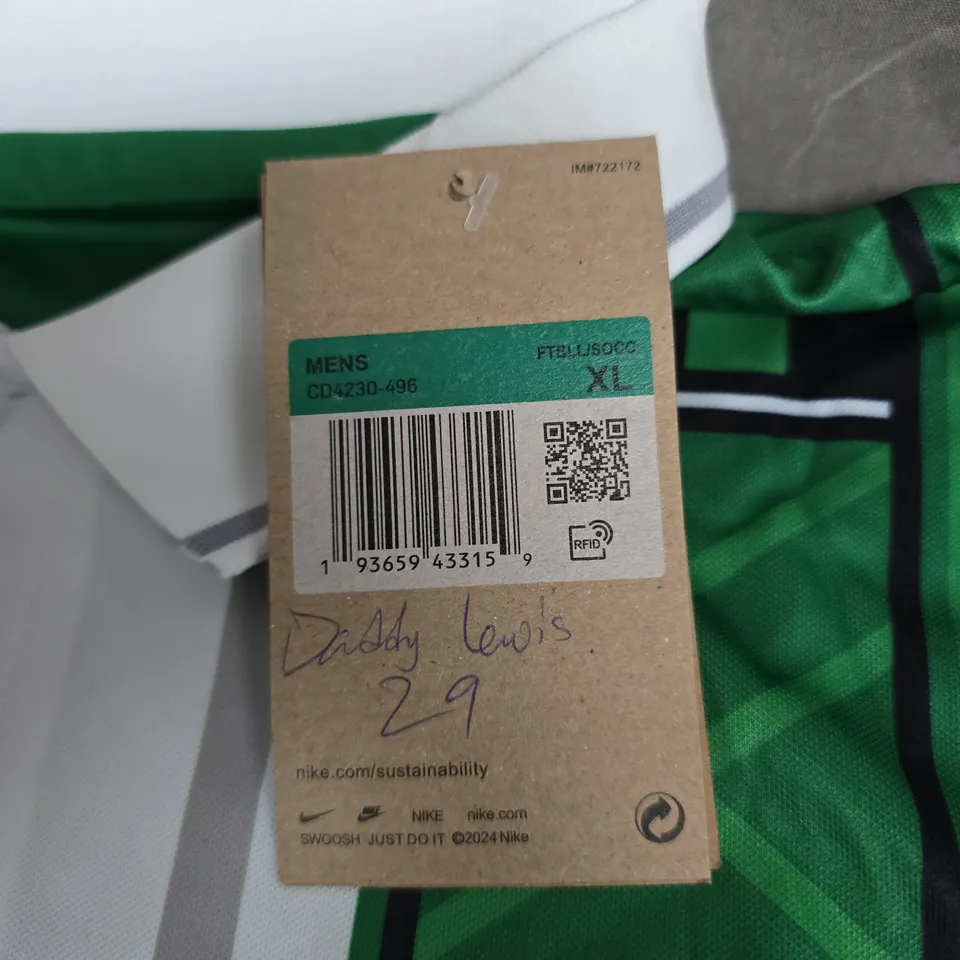 IM#722172
MENS
FTBLL/SOCC
CD4230-496
XL
RFID
1 93659 43315 9
Daddy Lewis
29
nike.com/sustainability
NIKE nike.com
SWOOSH JUST DO IT ©2024 Nike